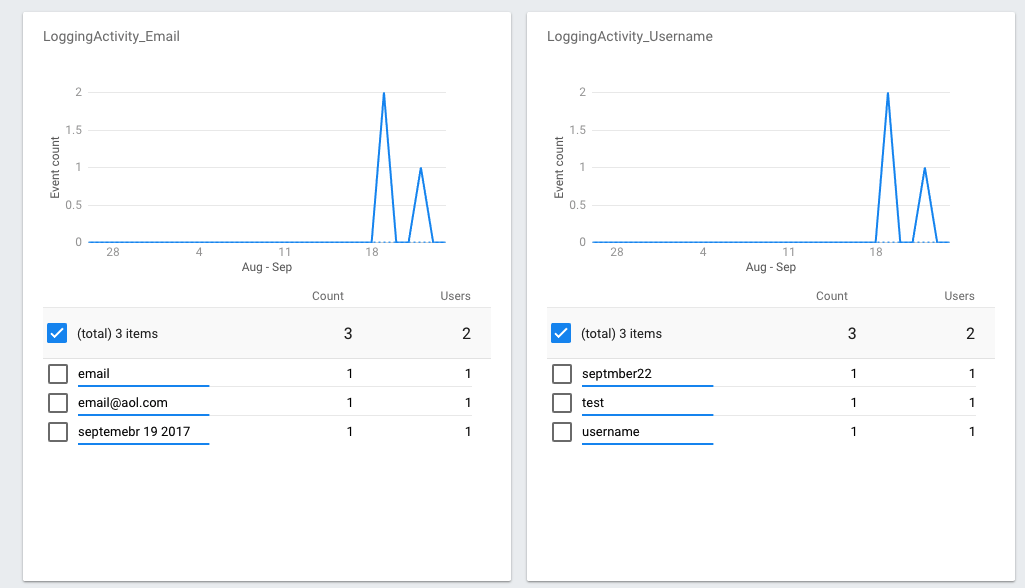 LoggingActivity_Email
2
1.5
1
0.5
0
Event count
28 4 11 18
Aug - Sep
Count Users
(total) 3 items 3 2
email 1 1
email@aol.com 1 1
septemebr 19 2017 1 1
LoggingActivity_Username
2
1.5
1
0.5
0
Event count
28 4 11 18
Aug - Sep
Count Users
(total) 3 items 3 2
septmber22 1 1
test 1 1
username 1 1